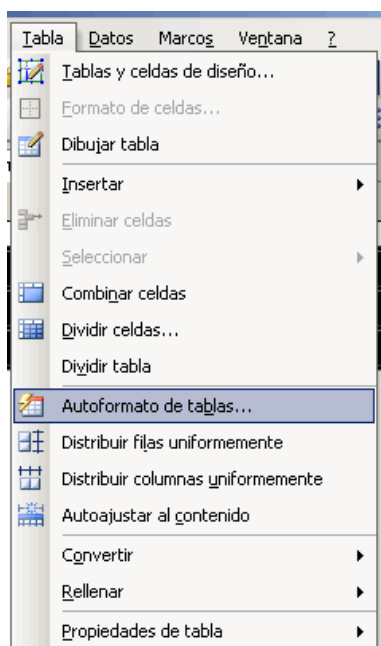 Tabla Datos Marcos Ventana ?
Tablas y celdas de diseño...
Formato de celdas...
Dibujar tabla
Insertar
Eliminar celdas
Seleccionar
Combinar celdas
Dividir celdas...
Dividir tabla
Autoformato de tablas...
Distribuir filas uniformemente
Distribuir columnas uniformemente
Autoajustar al contenido
Convertir
Rellenar
Propiedades de tabla